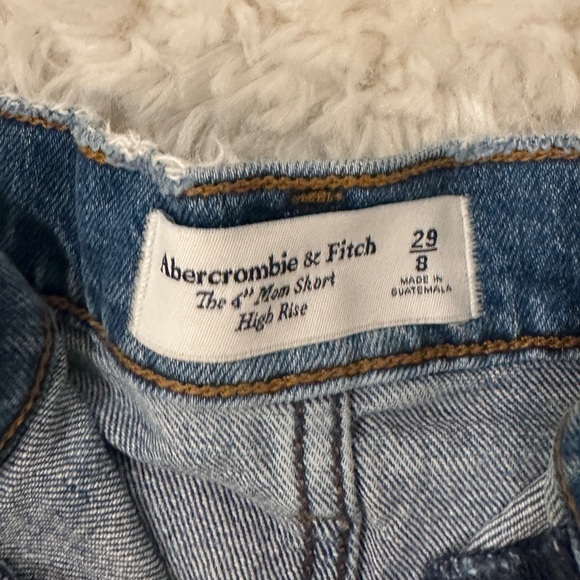 Abercrombie & Fitch
The 4" Mom Short
High Rise
29
8
MADE IN
GUATEMALA